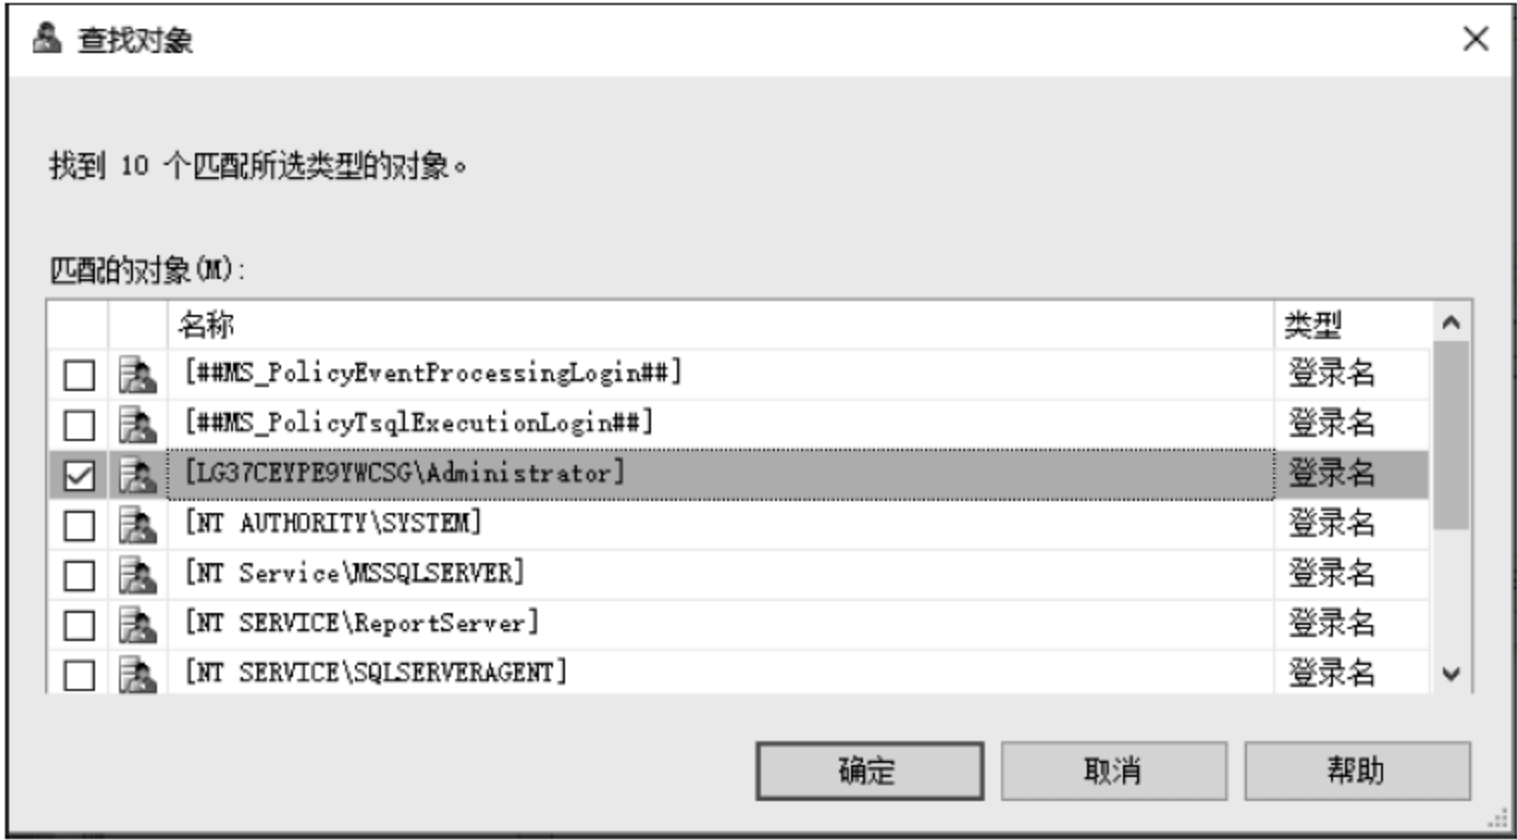 查找对象
找到 10 个匹配所选类型的对象。
匹配的对象(M):
名称 类型
[##MS_PolicyEventProcessingLogin##] 登录名
[##MS_PolicyTsqlExecutionLogin##] 登录名
[LG37CEYPE9YWCSG\Administrator] 登录名
[NT AUTHORITY\SYSTEM] 登录名
[NT Service\MSSQLSERVER] 登录名
[NT SERVICE\ReportServer] 登录名
[NT SERVICE\SQLSERVERAGENT] 登录名
确定 取消 帮助